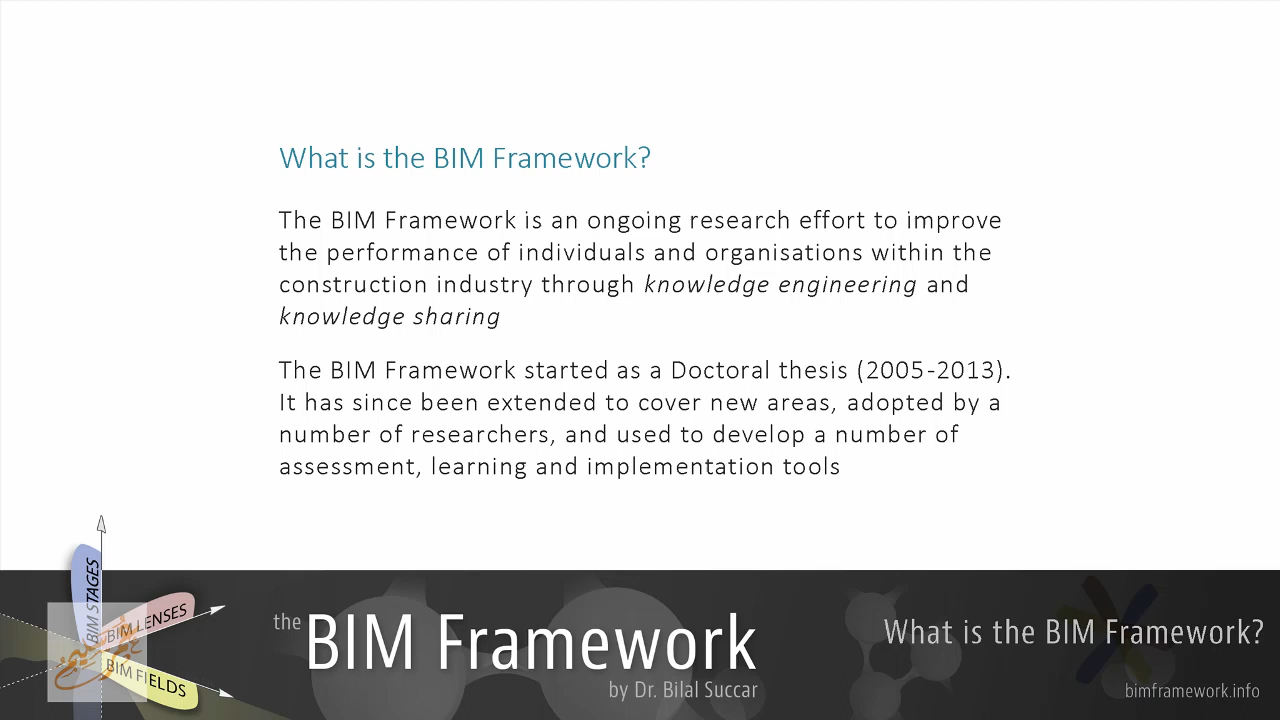 What is the BIM Framework?
The BIM Framework is an ongoing research effort to improve
the performance of individuals and organisations within the
construction industry through knowledge engineering and
knowledge sharing
The BIM Framework started as a Doctoral thesis (2005-2013).
It has since been extended to cover new areas, adopted by a
number of researchers, and used to develop a number of
assessment, learning and implementation tools
BIM STAGES
BIM LENSES
BIM FIELDS
the BIM Framework
by Dr. Bilal Succar
What is the BIM Framework?
bimframework.info